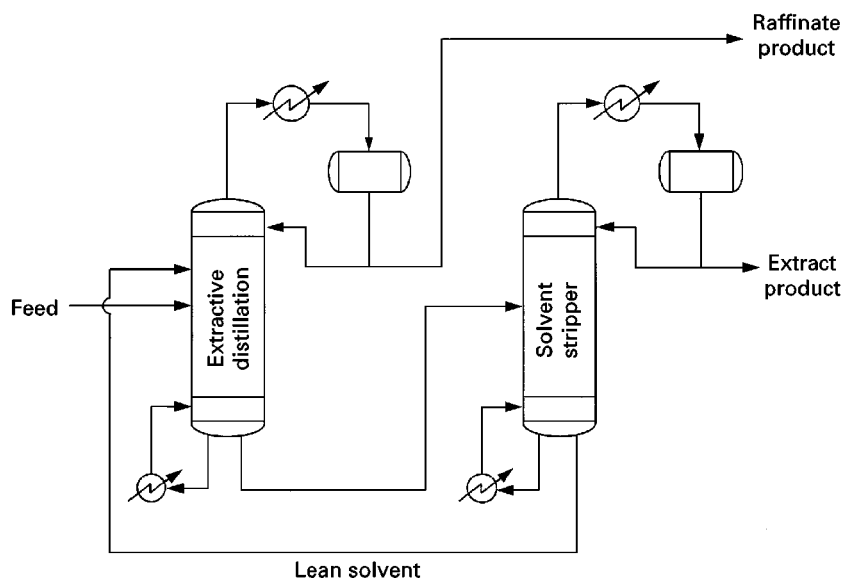 Raffinate
product
Feed
Extractive
distillation
Solvent
stripper
Extract
product
Lean solvent